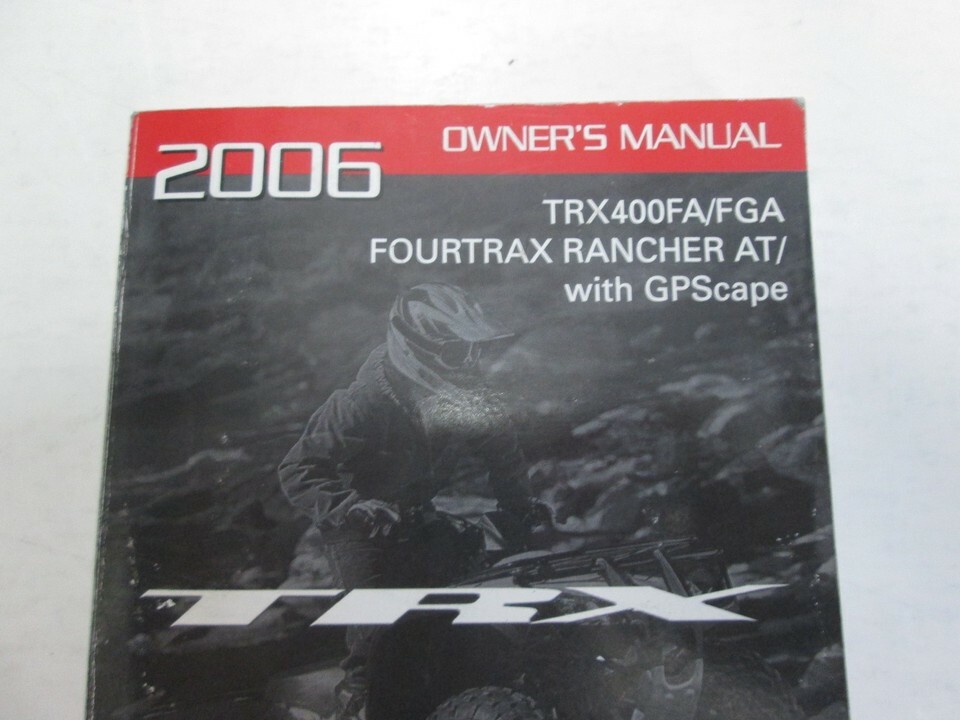 OWNER'S MANUAL
2006
TRX400FA/FGA
FOURTRAX RANCHER AT/
with GPScape
TRX